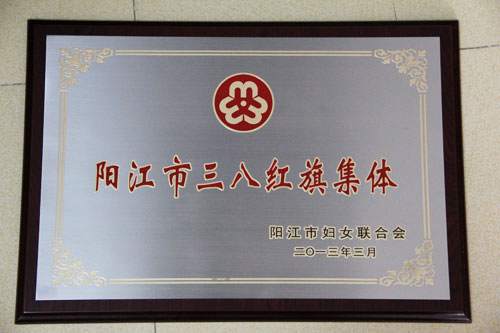 阳江市三八红旗集体
阳江市妇女联合会
二〇一三年三月